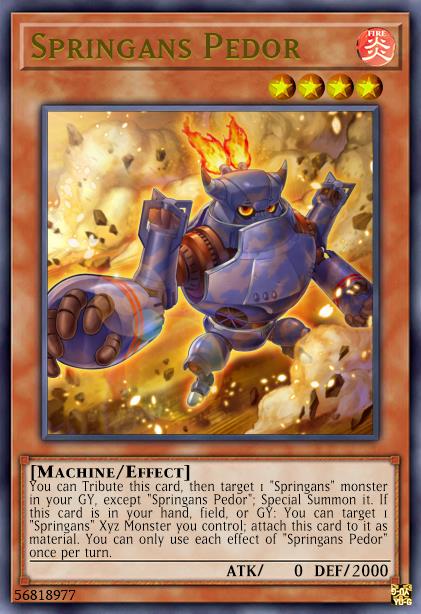 Springans Pedor
FIRE
炎
[Machine/Effect]
You can Tribute this card, then target 1 "Springans" monster
in your GY, except "Springans Pedor"; Special Summon it. If
this card is in your hand, field, or GY: You can target 1
"Springans" Xyz Monster you control; attach this card to it as
material. You can only use each effect of "Springans Pedor"
once per turn.
ATK/ 0 DEF/2000
56818977